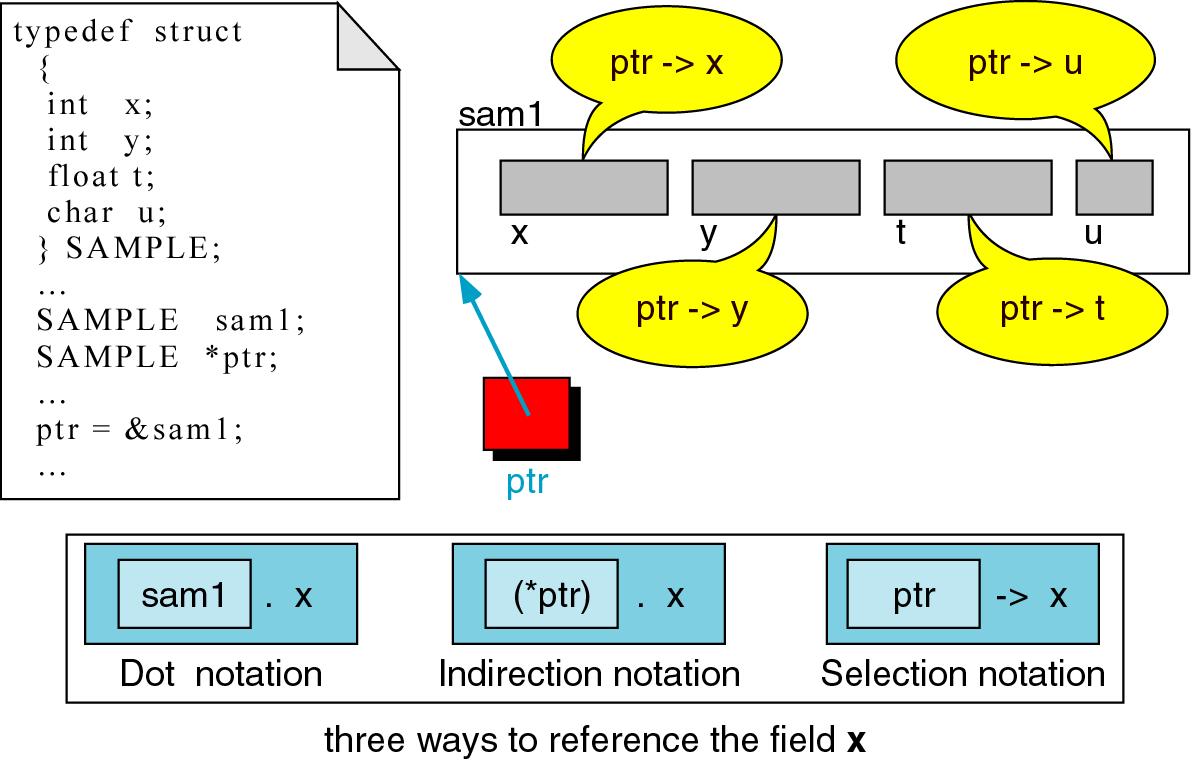 typedef struct
{
int x;
int y;
float t;
char u;
} SAMPLE;
...
SAMPLE sam1;
SAMPLE *ptr;
...
ptr = &sam1;
...
ptr -> x
ptr -> u
sam1
x
y
t
u
ptr -> y
ptr -> t
ptr
sam1 . x
(*ptr) . x
ptr -> x
Dot notation
Indirection notation
Selection notation
three ways to reference the field x